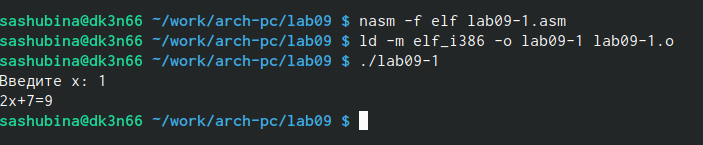 sashubina@dk3n66 ~/work/arch-pc/lab09 $ nasm -f elf lab09-1.asm
sashubina@dk3n66 ~/work/arch-pc/lab09 $ ld -m elf_i386 -o lab09-1 lab09-1.o
sashubina@dk3n66 ~/work/arch-pc/lab09 $ ./lab09-1
Введите x: 1
2x+7=9
sashubina@dk3n66 ~/work/arch-pc/lab09 $